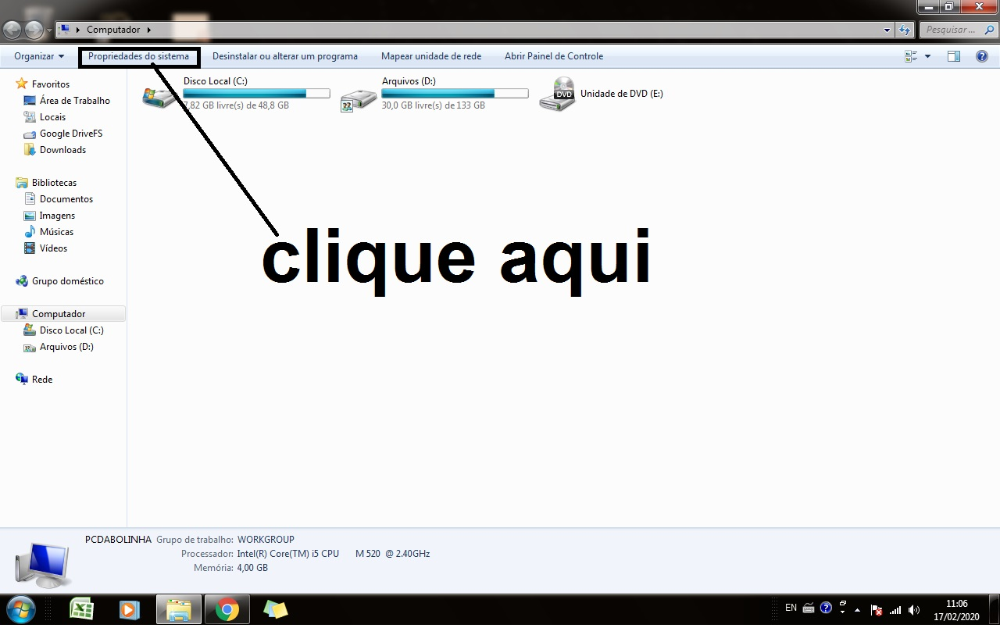 Computador
Pesquisar ...
Organizar
Propriedades do sistema
Desinstalar ou alterar um programa
Mapear unidade de rede
Abrir Painel de Controle
Favoritos
Área de Trabalho
Locais
Google DriveFS
Downloads
Bibliotecas
Documentos
Imagens
Músicas
Vídeos
Grupo doméstico
Computador
Disco Local (C:)
Arquivos (D:)
Rede
Disco Local (C:)
7,82 GB livre(s) de 48,8 GB
Arquivos (D:)
30,0 GB livre(s) de 133 GB
DVD
Unidade de DVD (E:)
clique aqui
PCDABOLINHA Grupo de trabalho: WORKGROUP
Processador: Intel(R) Core(TM) i5 CPU M 520 @ 2.40GHz
Memória: 4,00 GB
EN
11:06
17/02/2020